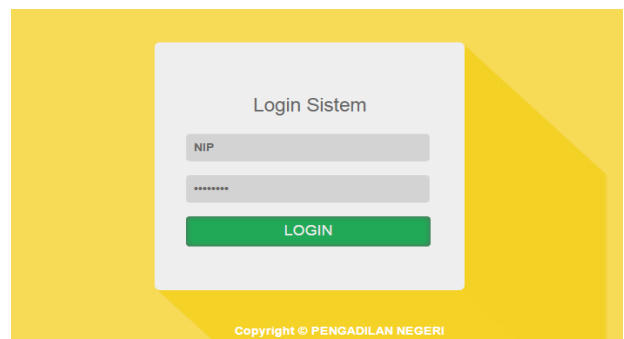 Login Sistem
NIP
••••••••
LOGIN
Copyright © PENGADILAN NEGERI